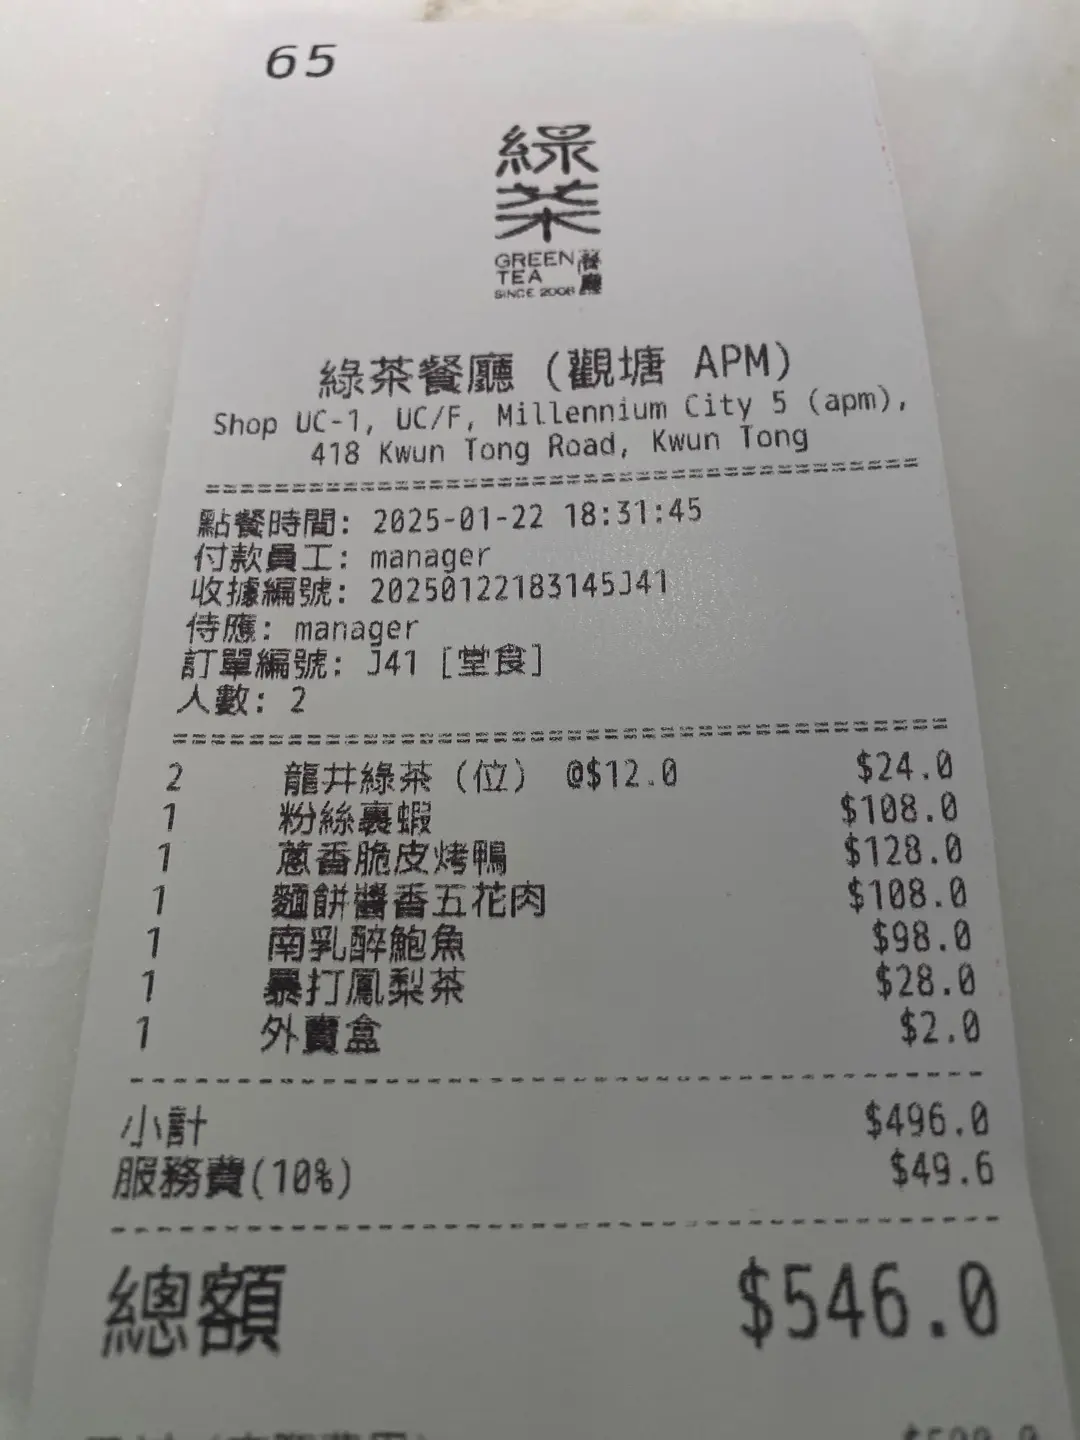 65
綠
茶
GREEN TEA 餐廳
SINCE 2008
綠茶餐廳 (觀塘 APM)
Shop UC-1, UC/F, Millennium City 5 (apm),
418 Kwun Tong Road, Kwun Tong
點餐時間: 2025-01-22 18:31:45
付款員工: manager
收據編號: 20250122183145J41
侍應: manager
訂單編號: J41 [堂食]
人數: 2
2 龍井綠茶 (位) @$12.0 $24.0
1 粉絲裹蝦 $108.0
1 蔥香脆皮烤鴨 $128.0
1 麵餅醬香五花肉 $108.0
1 南乳醉鮑魚 $98.0
1 暴打鳳梨茶 $28.0
1 外賣盒 $2.0
小計 $496.0
服務費(10%) $49.6
總額 $546.0